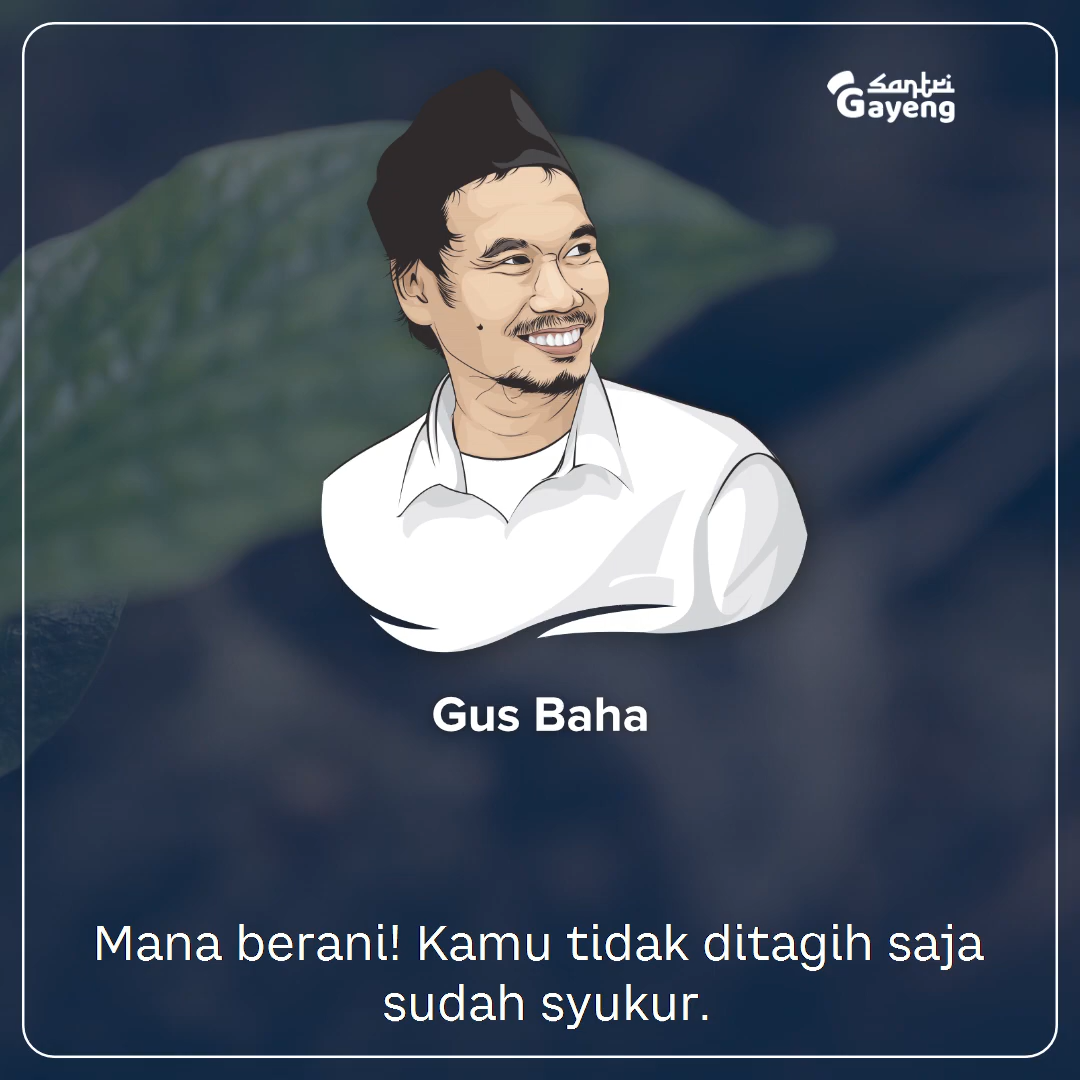 Santri
Gayeng
Gus Baha
Mana berani! Kamu tidak ditagih saja
sudah syukur.